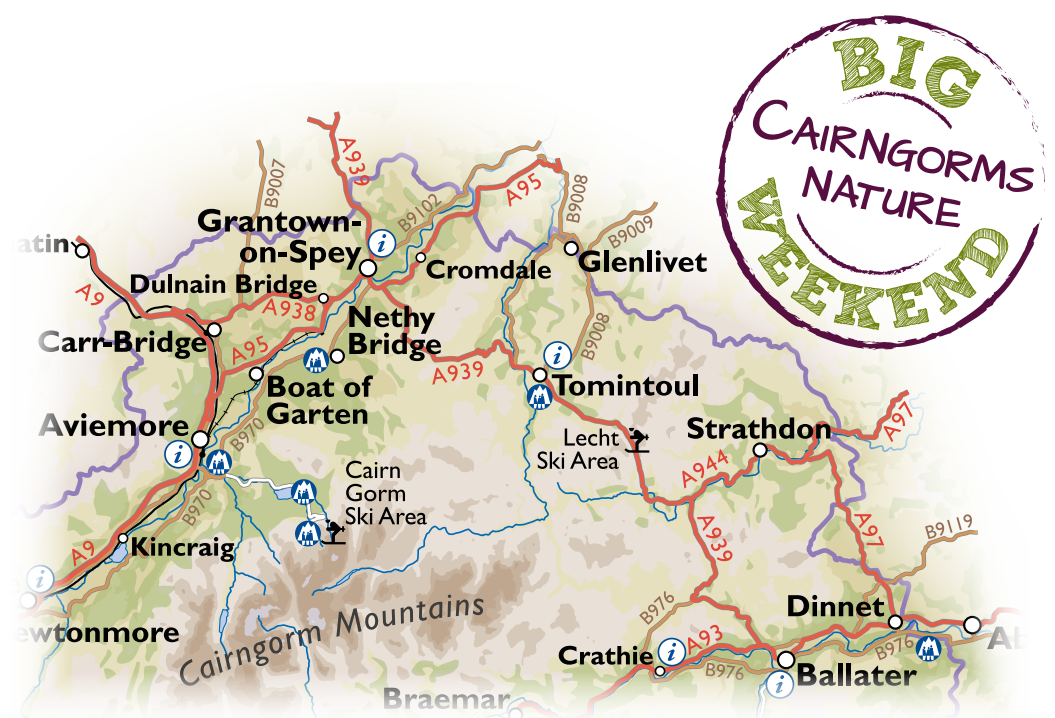 BIG
CAIRNGORMS
NATURE
WEEKEND
A939
B9007
A95
B9008
B9102
B9009
Grantown-
on-Spey
i
atin
Cromdale
Glenlivet
A9
Dulnain Bridge
A938
Nethy
Bridge
B9008
Carr-Bridge
A95
A939
i
Boat of
Garten
Tomintoul
A97
Aviemore
B970
i
Lecht
Ski Area
Strathdon
A944
Cairn
Gorm
Ski Area
B970
A939
A97
B9119
A9
Kincraig
i
Cairngorm Mountains
B976
Dinnet
ewtonmore
A93
i
B976
Ab
Crathie
B976
Ballater
i
Braemar